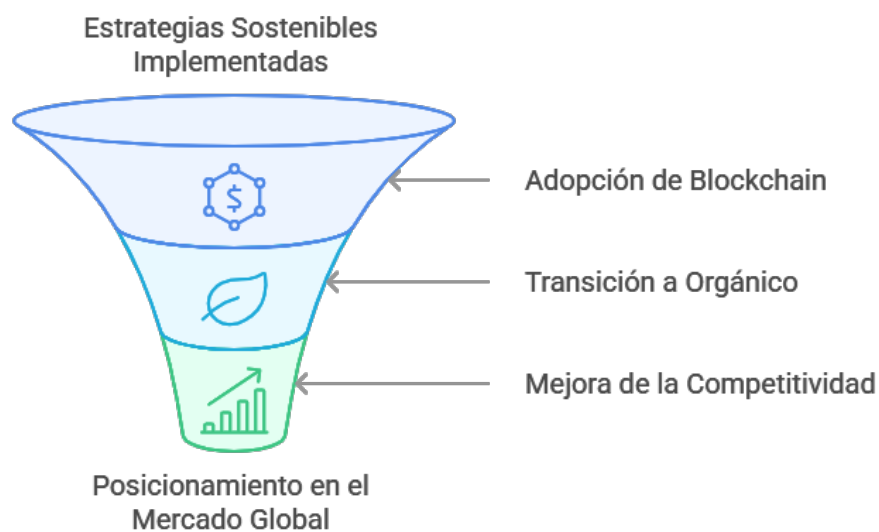 Estrategias Sostenibles
Implementadas
$
Adopción de Blockchain
Transición a Orgánico
Mejora de la Competitividad
Posicionamiento en el
Mercado Global